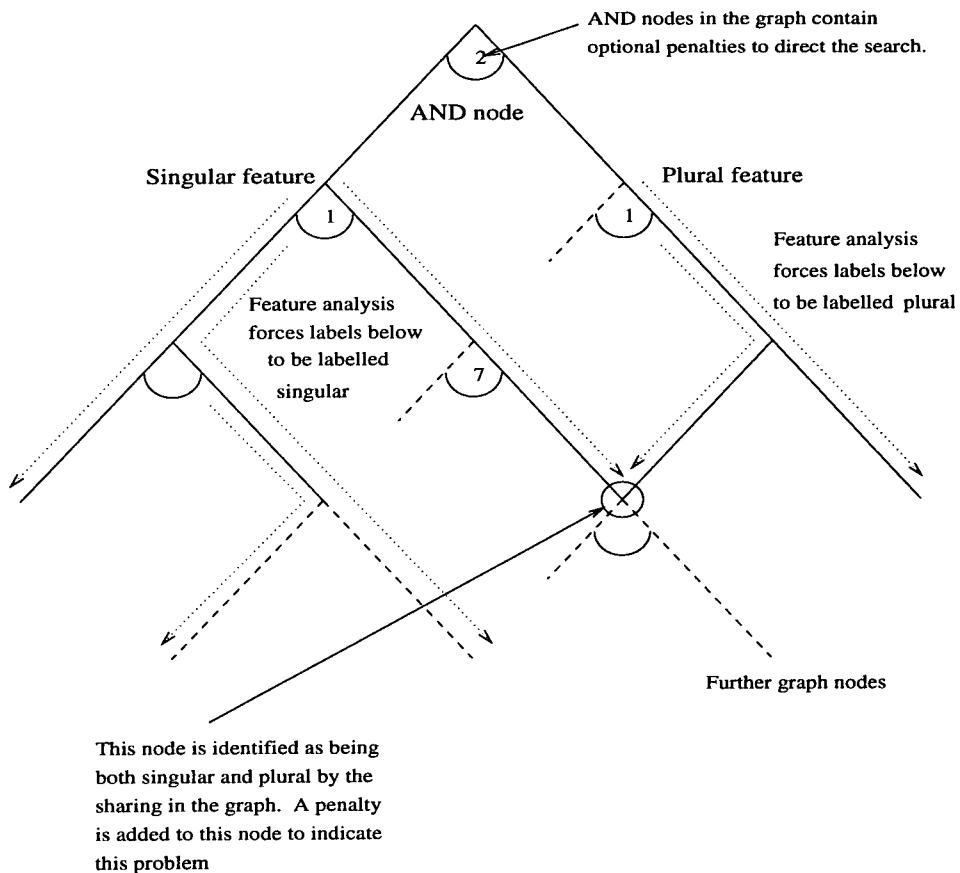 AND nodes in the graph contain
optional penalties to direct the search.
2
AND node
Singular feature
Plural feature
1
1
Feature analysis
forces labels below
to be labelled plural
Feature analysis
forces labels below
to be labelled
singular
7
Further graph nodes
This node is identified as being
both singular and plural by the
sharing in the graph. A penalty
is added to this node to indicate
this problem